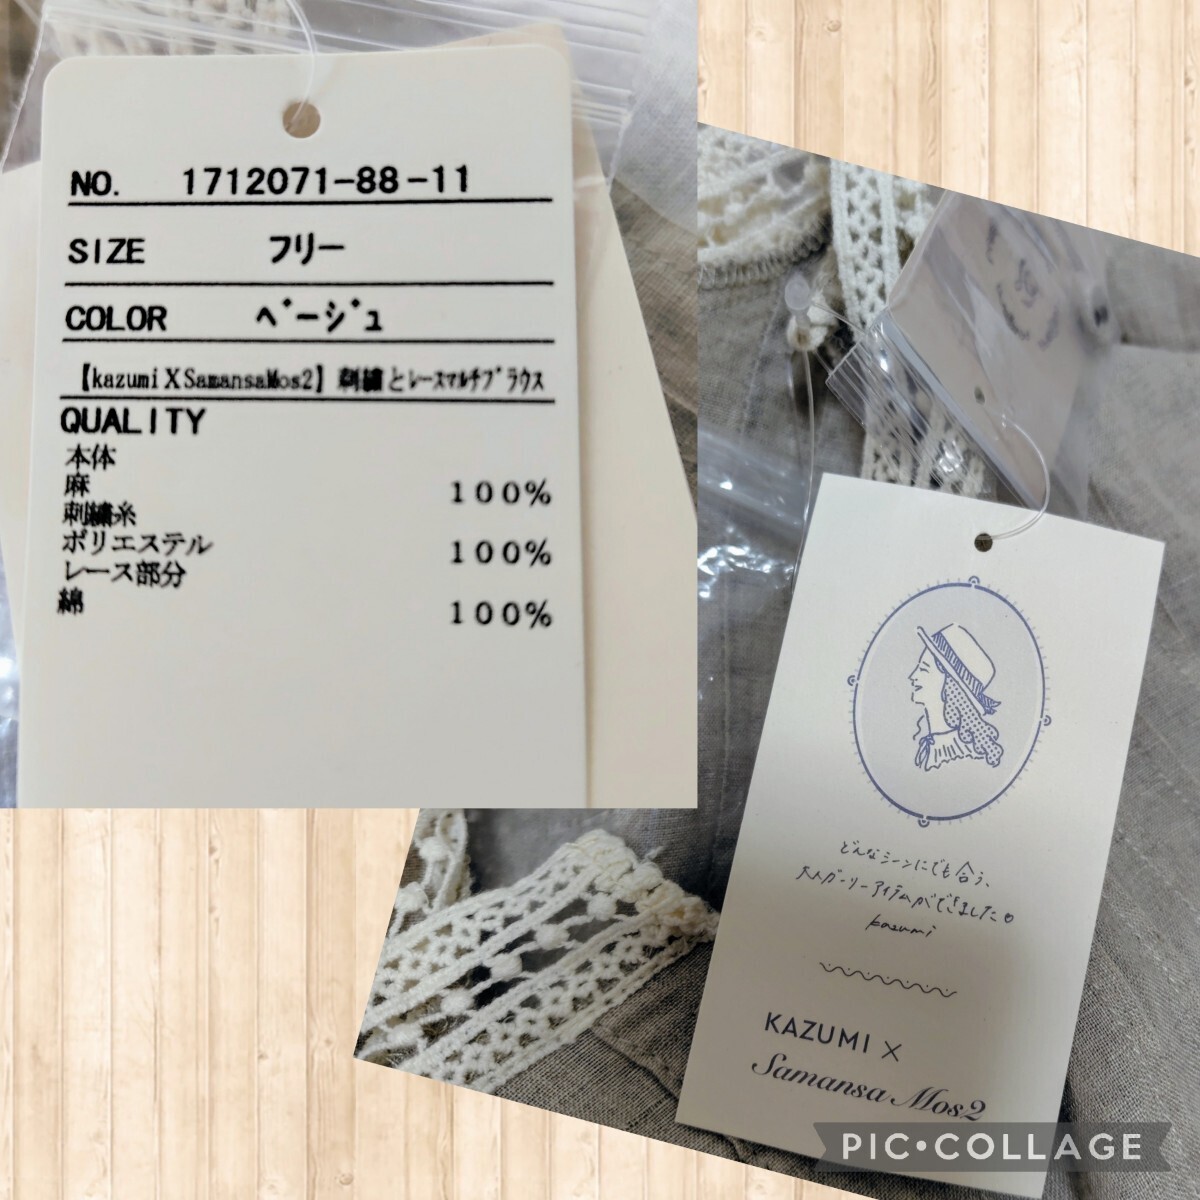 NO. 1712071-88-11
SIZE フリー
COLOR ベージュ
【kazumiXSamansaMos2】刺繍とレースマルチブラウス
QUALITY
本体
麻 100%
刺繍糸
ポリエステル 100%
レース部分
綿 100%
どんなシーンにでも合う、
大人ガーリーアイテムができました。
kazumi
KAZUMI ×
Samansa Mos2
PIC•COLLAGE